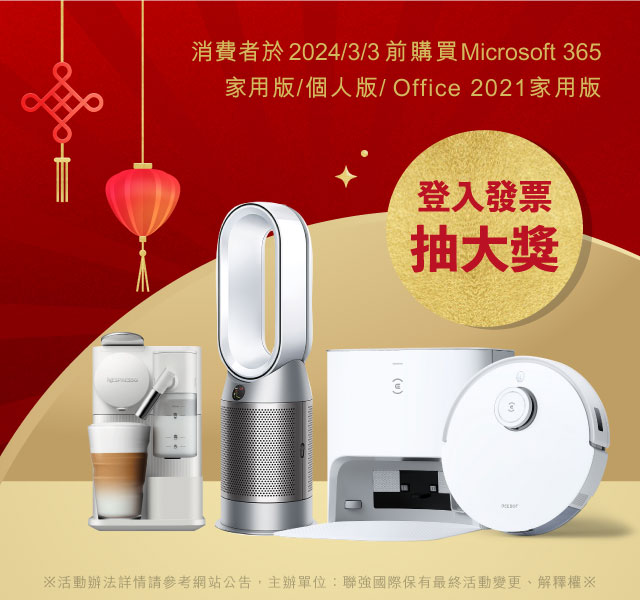 消費者於 2024/3/3 前購買Microsoft 365
家用版/個人版/ Office 2021家用版
登入發票
抽大獎
NESPRESSO
※活動辦法詳情請參考網站公告，主辦單位：聯強國際保有最終活動變更、解釋權※